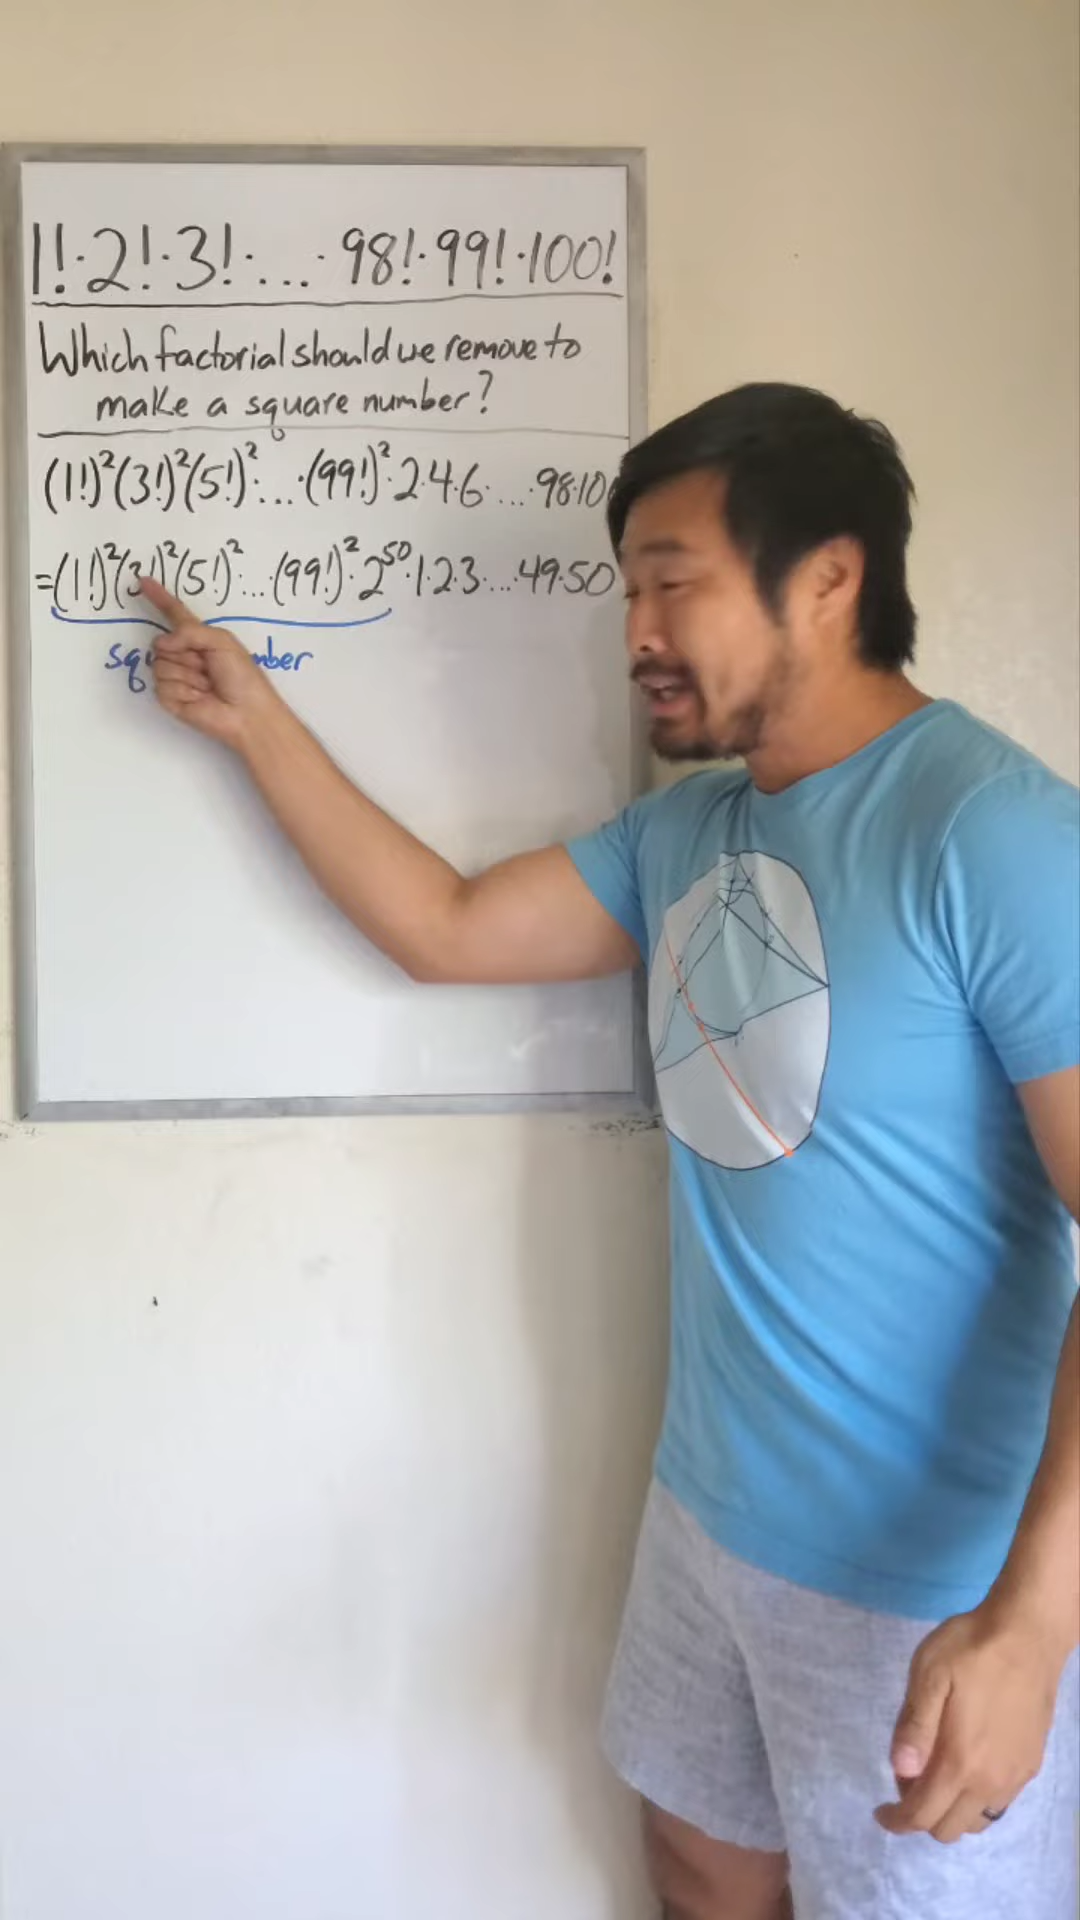 1!·2!·3!·...·98!·99!·100!
Which factorial should we remove to
make a square number?
(1!)²(3!)²(5!)²·...·(99!)²·2·4·6·...·98·10
=(1!)²(3!)²(5!)²·...·(99!)²·2⁵⁰·1·2·3·...·49·50